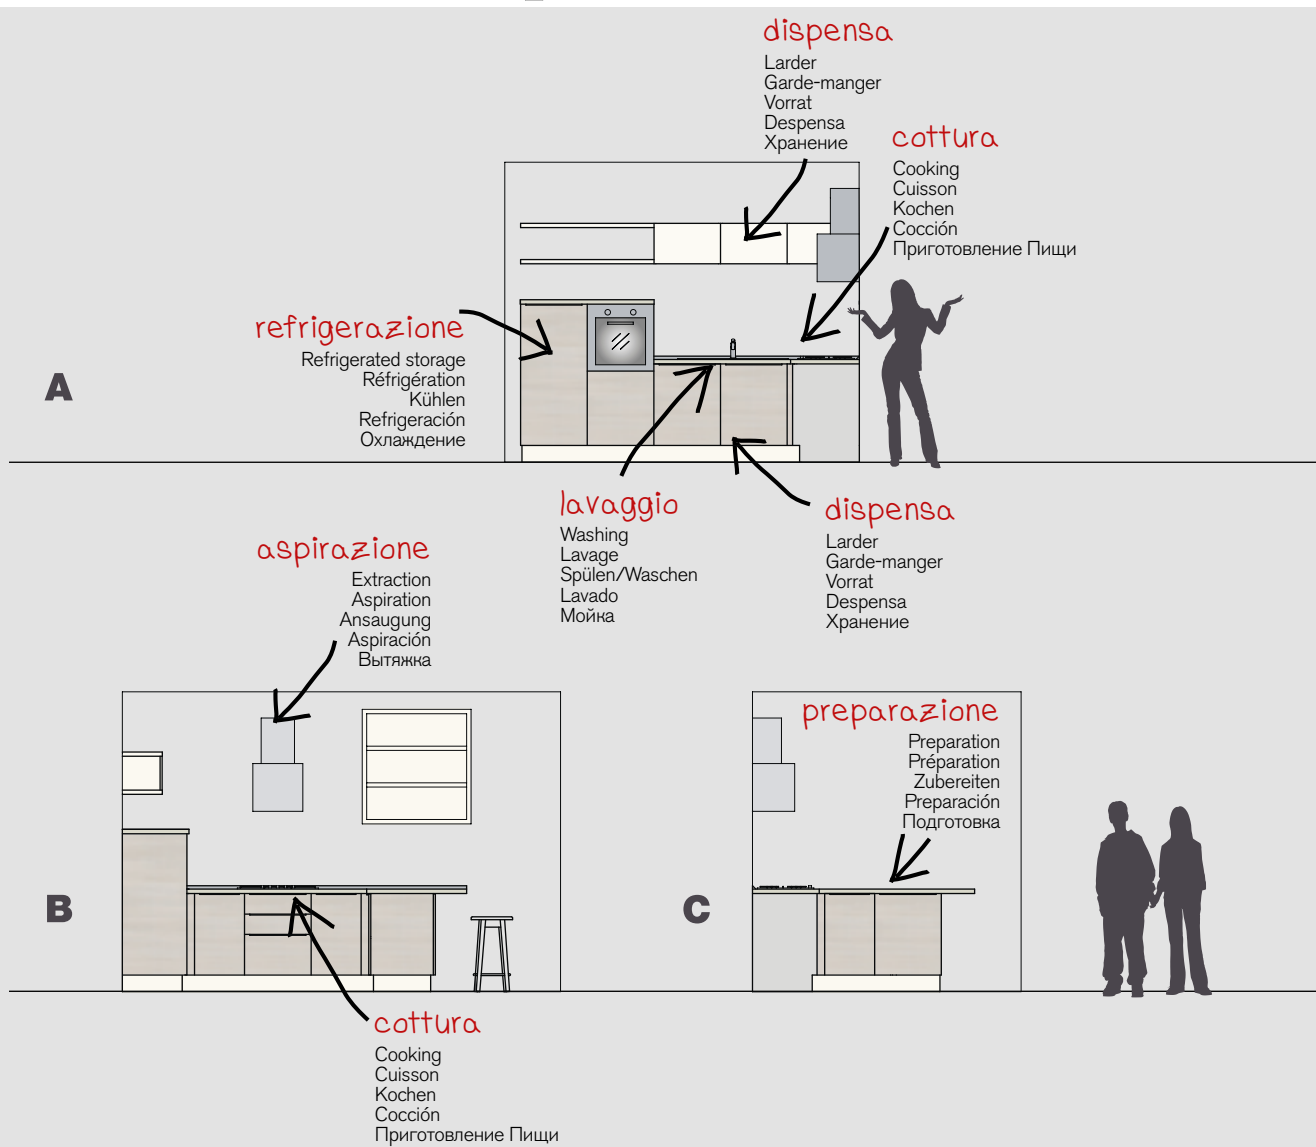 dispensa
Larder
Garde-manger
Vorrat
Despensa
Хранение
cottura
Cooking
Cuisson
Kochen
Cocción
Приготовление Пищи
refrigerazione
Refrigerated storage
Réfrigération
Kühlen
Refrigeración
Охлаждение
A
lavaggio
Washing
Lavage
Spülen/Waschen
Lavado
Мойка
dispensa
Larder
Garde-manger
Vorrat
Despensa
Хранение
aspirazione
Extraction
Aspiration
Ansaugung
Aspiración
Вытяжка
B
preparazione
Preparation
Préparation
Zubereiten
Preparación
Подготовка
C
cottura
Cooking
Cuisson
Kochen
Cocción
Приготовление Пищи